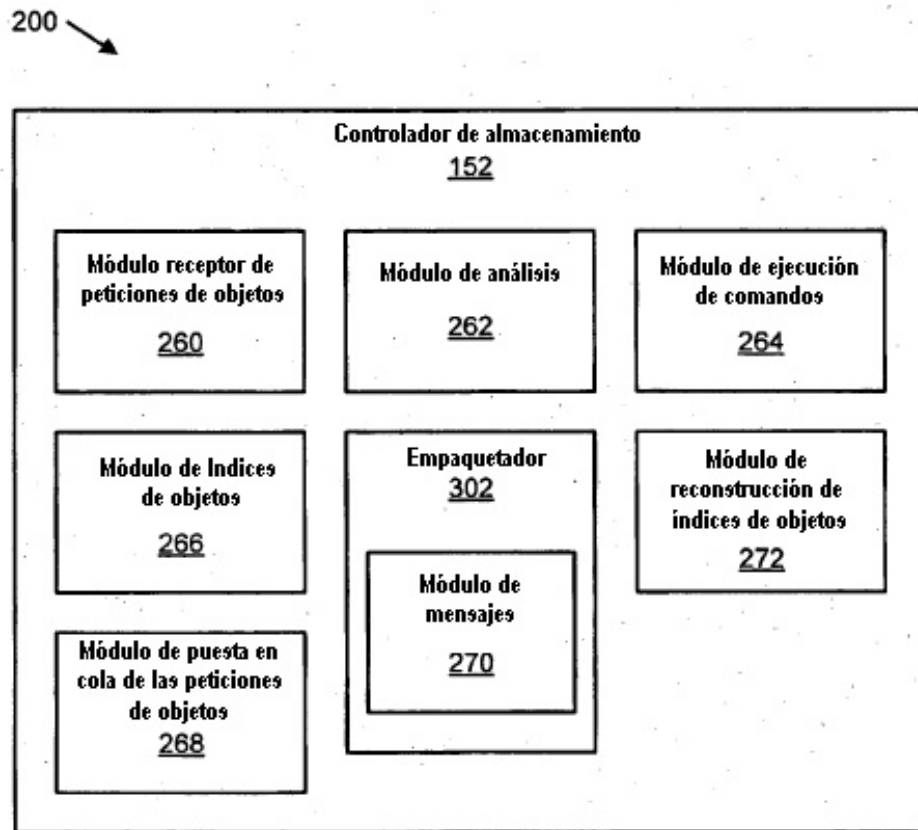 200
Controlador de almacenamiento
152
Módulo receptor de
peticiones de objetos
260
Módulo de análisis
262
Módulo de ejecución
de comandos
264
Módulo de Indices
de objetos
266
Empaquetador
302
Módulo de
mensajes
270
Módulo de
reconstrucción de
índices de objetos
272
Módulo de puesta en
cola de las peticiones
de objetos
268